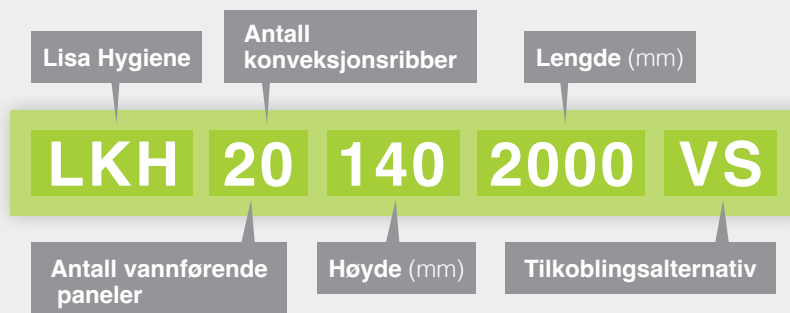 Lisa Hygiene
Antall
konveksjonsribber
Lengde (mm)
LKH 20 140 2000 VS
Antall vannførende
paneler
Høyde (mm)
Tilkoblingsalternativ